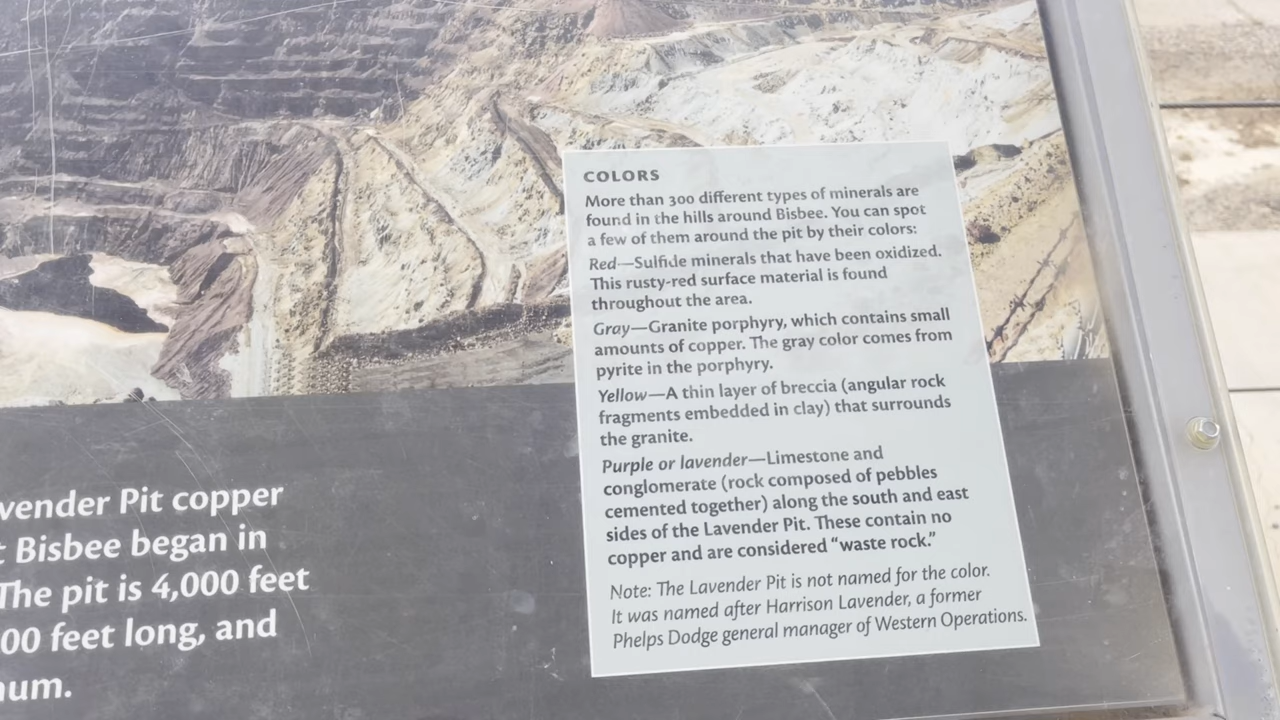 COLORS
More than 300 different types of minerals are
found in the hills around Bisbee. You can spot
a few of them around the pit by their colors:
Red—Sulfide minerals that have been oxidized.
This rusty-red surface material is found
throughout the area.
Gray—Granite porphyry, which contains small
amounts of copper. The gray color comes from
pyrite in the porphyry.
Yellow—A thin layer of breccia (angular rock
fragments embedded in clay) that surrounds
the granite.
Purple or lavender—Limestone and
conglomerate (rock composed of pebbles
cemented together) along the south and east
sides of the Lavender Pit. These contain no
copper and are considered “waste rock.”
Note: The Lavender Pit is not named for the color.
It was named after Harrison Lavender, a former
Phelps Dodge general manager of Western Operations.
Pit copper
Bisbee began in
The pit is 4,000 feet
feet long, and